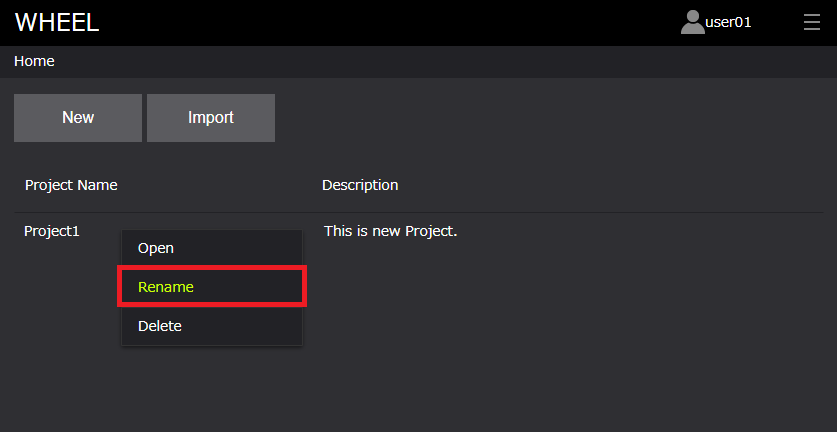 WHEEL
user01
Home
New Import
Project Name Description
Project1 This is new Project.
Open
Rename
Delete